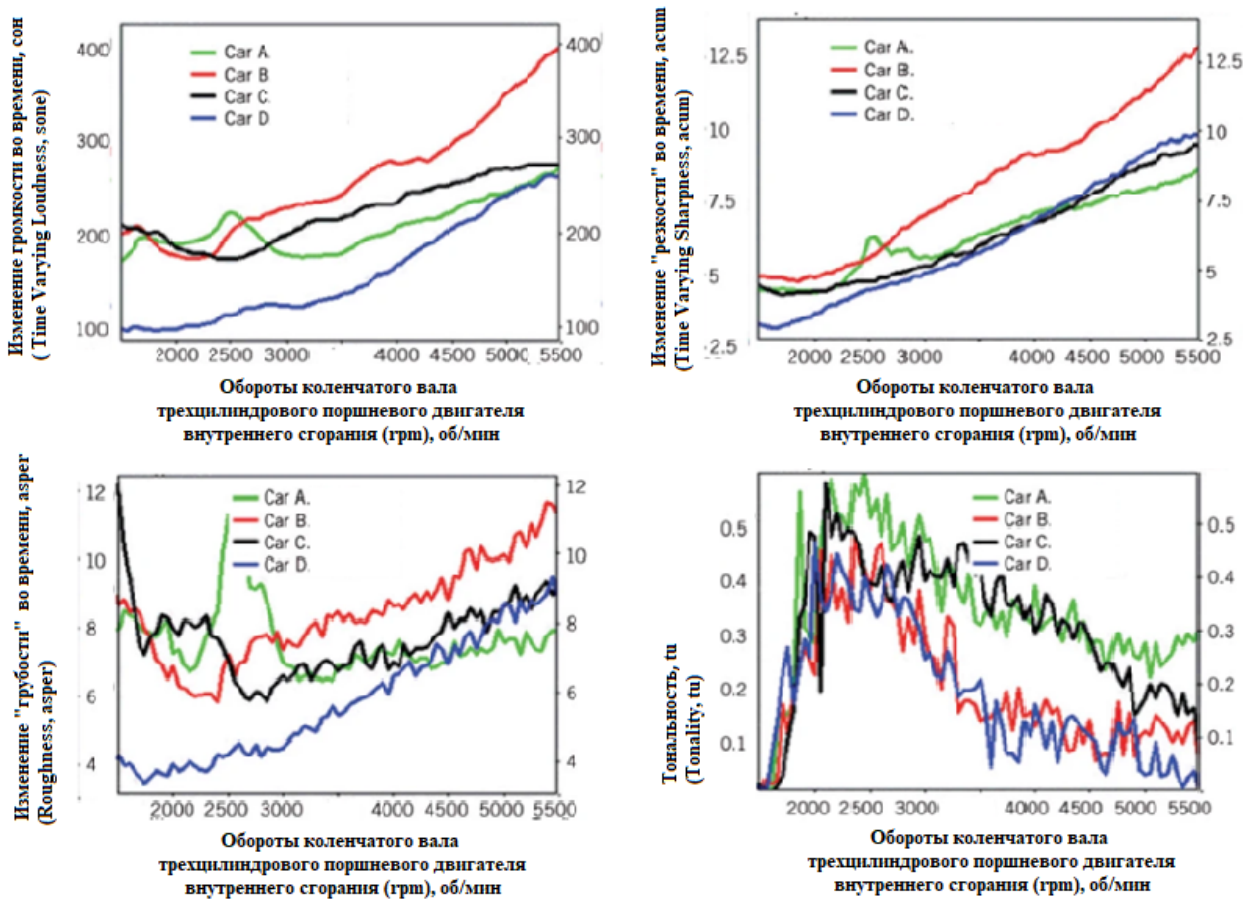 Изменение громкости во времени, сон
( Time Varying Loudness, sone)
400
300
200
100
Car A
Car B
Car C.
Car D
400
300
200
100
2000 2500 3000 4000 4500 5000 5500
Обороты коленчатого вала
трехцилиндрового поршневого двигателя
внутреннего сгорания (rpm), об/мин
Изменение "резкости" во времени, acum
(Time Varying Sharpness, acum)
12.5
10
7.5
5
-2.5
Car A.
Car B.
Car C.
Car D.
12.5
10
7.5
5
2.5
2000 2500 3000 4000 4500 5000 5500
Обороты коленчатого вала
трехцилиндрового поршневого двигателя
внутреннего сгорания (rpm), об/мин
Изменение "грубости" во времени, asper
(Roughness, asper)
12
10
8
6
4
Car A.
Car B.
Car C.
Car D.
12
10
8
6
4
2000 2500 3000 4000 4500 5000 5500
Обороты коленчатого вала
трехцилиндрового поршневого двигателя
внутреннего сгорания (rpm), об/мин
Тональность, tu
(Tonality, tu)
0.5
0.4
0.3
0.2
0.1
Car A.
Car B.
Car C.
Car D.
0.5
0.4
0.3
0.2
0.1
2000 2500 3000 4000 4500 5000 5500
Обороты коленчатого вала
трехцилиндрового поршневого двигателя
внутреннего сгорания (rpm), об/мин